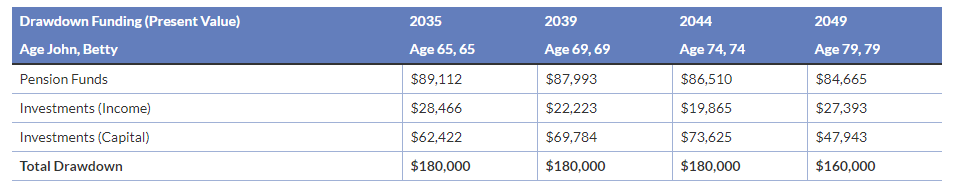 Drawdown Funding (Present Value) 2035 2039 2044 2049
Age John, Betty Age 65, 65 Age 69, 69 Age 74, 74 Age 79, 79
Pension Funds $89,112 $87,993 $86,510 $84,665
Investments (Income) $28,466 $22,223 $19,865 $27,393
Investments (Capital) $62,422 $69,784 $73,625 $47,943
Total Drawdown $180,000 $180,000 $180,000 $160,000